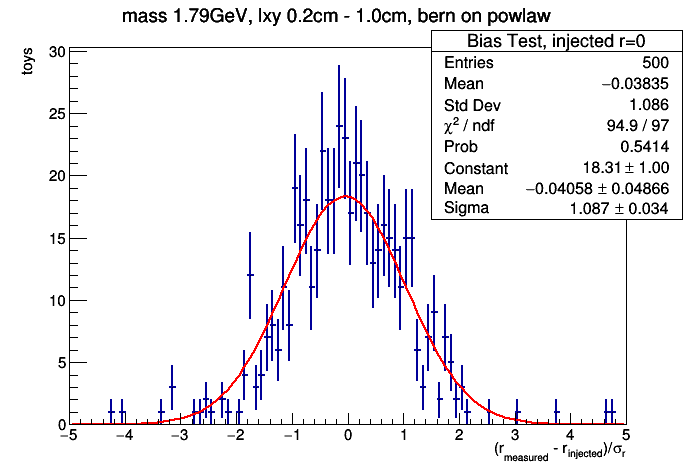 mass 1.79GeV, lxy 0.2cm - 1.0cm, bern on powlaw
Bias Test, injected r=0
Entries 500
Mean −0.03835
Std Dev 1.086
χ² / ndf 94.9 / 97
Prob 0.5414
Constant 18.31 ± 1.00
Mean −0.04058 ± 0.04866
Sigma 1.087 ± 0.034
toys
30
25
20
15
10
5
0
−5 −4 −3 −2 −1 0 1 2 3 4 5
(r_measured - r_injected)/σ_r